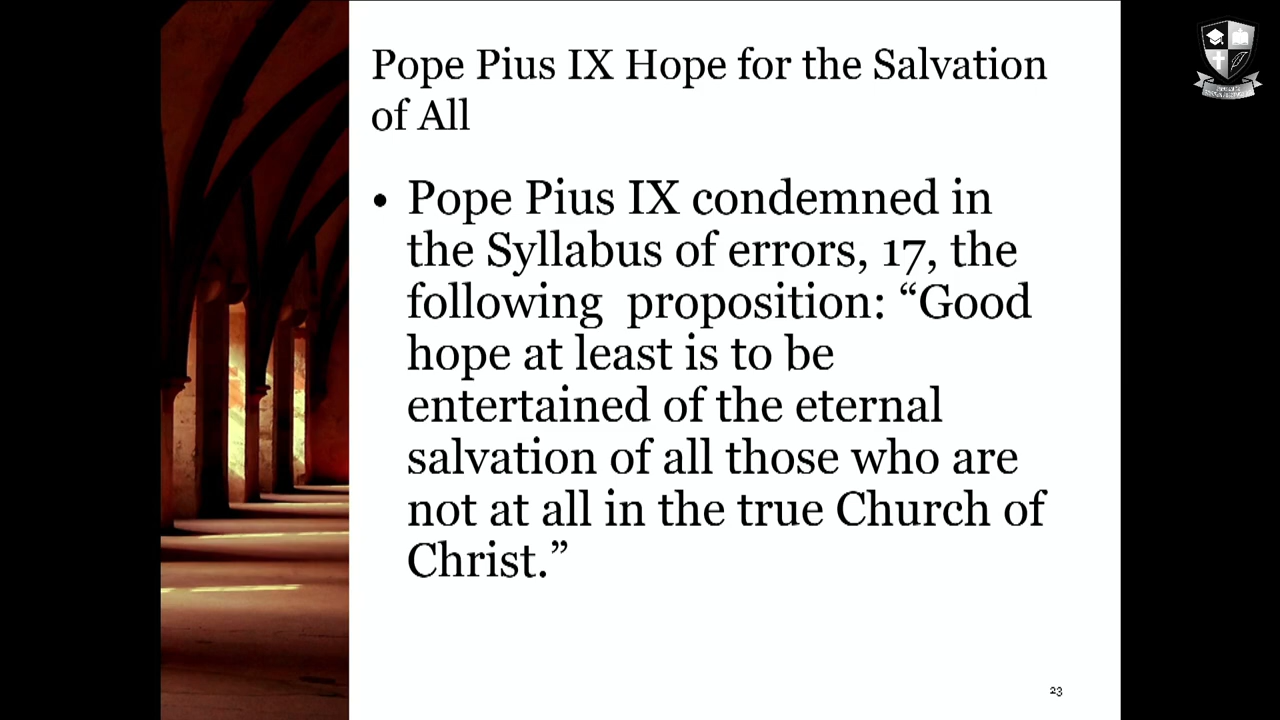 Pope Pius IX Hope for the Salvation
of All
• Pope Pius IX condemned in
the Syllabus of errors, 17, the
following proposition: “Good
hope at least is to be
entertained of the eternal
salvation of all those who are
not at all in the true Church of
Christ.”
23